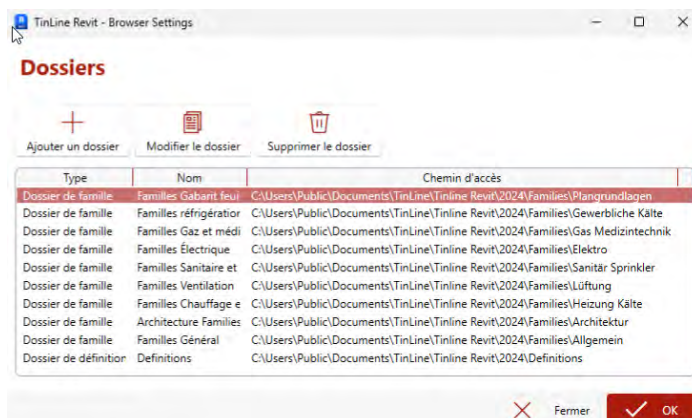 TinLine Revit - Browser Settings
Dossiers
Ajouter un dossier Modifier le dossier Supprimer le dossier
Type Nom Chemin d'accès
Dossier de famille Familles Gabarit feui C:\Users\Public\Documents\TinLine\Tinline Revit\2024\Families\Plangrundlagen
Dossier de famille Familles réfrigératior C:\Users\Public\Documents\TinLine\Tinline Revit\2024\Families\Gewerbliche Kälte
Dossier de famille Familles Gaz et médi C:\Users\Public\Documents\TinLine\Tinline Revit\2024\Families\Gas Medizintechnik
Dossier de famille Familles Électrique C:\Users\Public\Documents\TinLine\Tinline Revit\2024\Families\Elektro
Dossier de famille Familles Sanitaire et C:\Users\Public\Documents\TinLine\Tinline Revit\2024\Families\Sanitär Sprinkler
Dossier de famille Familles Ventilation C:\Users\Public\Documents\TinLine\Tinline Revit\2024\Families\Lüftung
Dossier de famille Familles Chauffage e C:\Users\Public\Documents\TinLine\Tinline Revit\2024\Families\Heizung Kälte
Dossier de famille Architecture Families C:\Users\Public\Documents\TinLine\Tinline Revit\2024\Families\Architektur
Dossier de famille Familles Général C:\Users\Public\Documents\TinLine\Tinline Revit\2024\Families\Allgemein
Dossier de définition Definitions C:\Users\Public\Documents\TinLine\Tinline Revit\2024\Definitions
Fermer OK